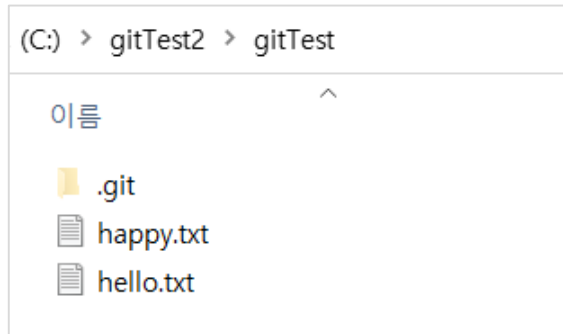 (C:) > gitTest2 > gitTest
이름
.git
happy.txt
hello.txt